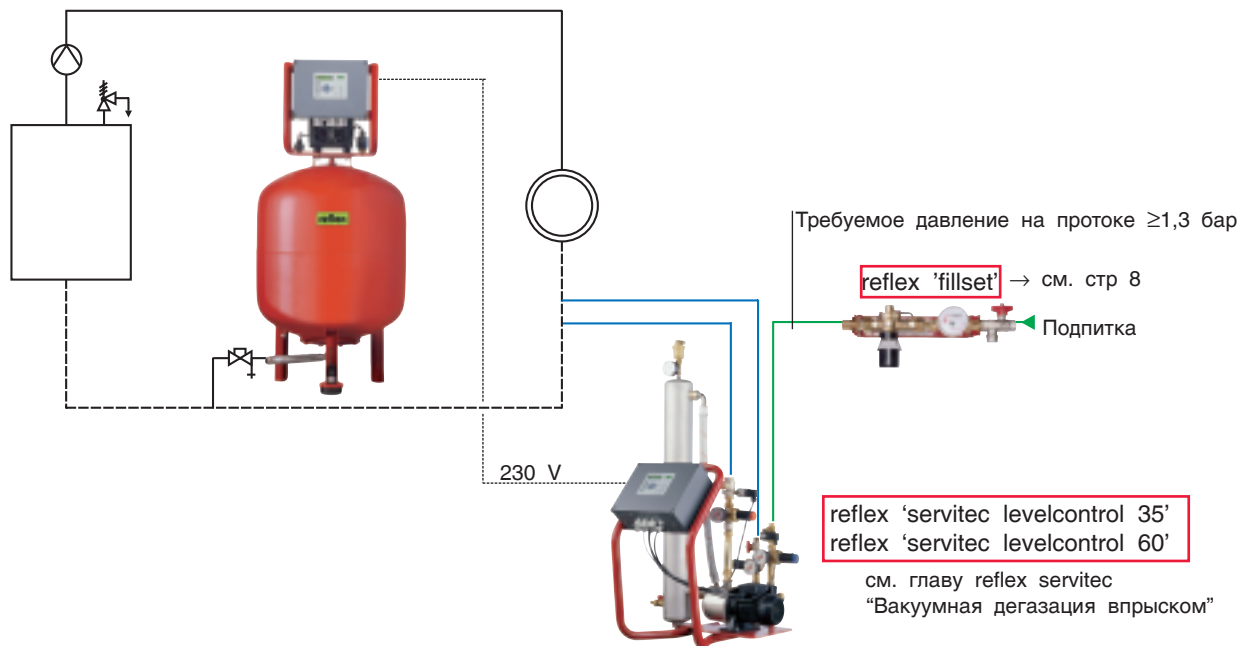 reflex
Требуемое давление на протоке ≥1,3 бар
reflex 'fillset' → см. стр 8
Подпитка
230 V
reflex ‘servitec levelcontrol 35’
reflex ‘servitec levelcontrol 60’
см. главу reflex servitec
“Вакуумная дегазация впрыском”